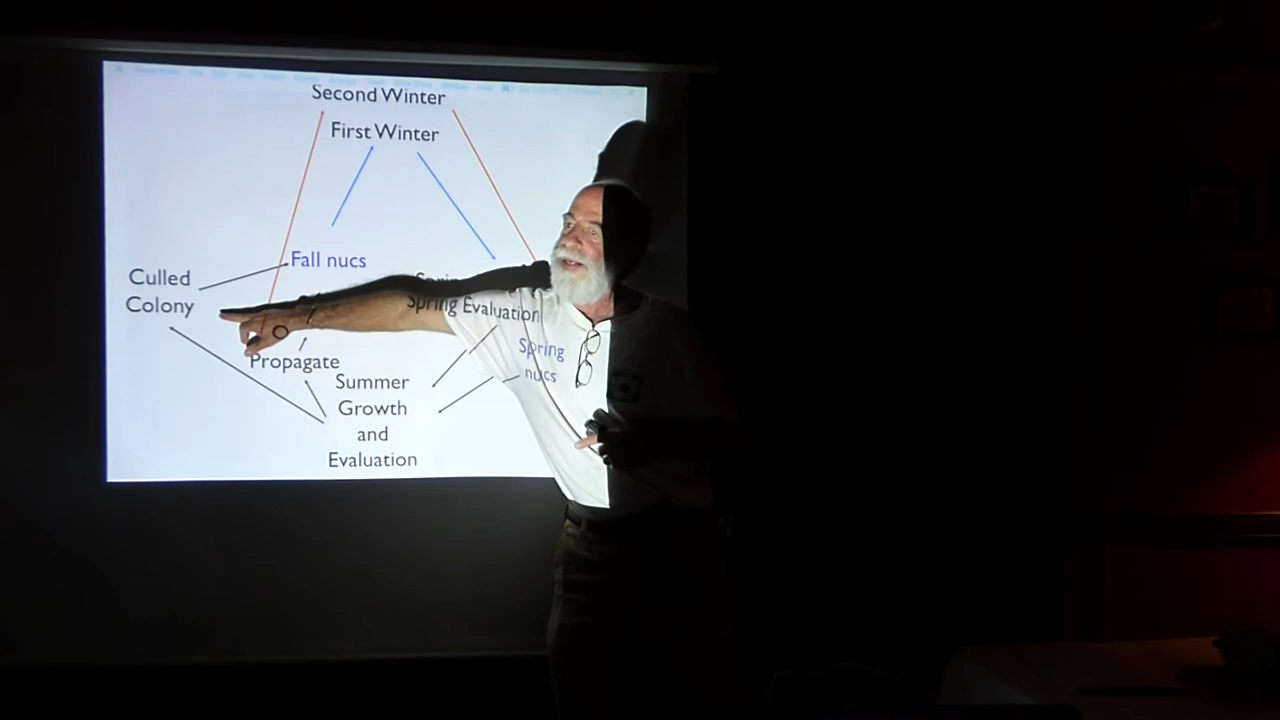 Second Winter
First Winter
Fall nucs
Culled
Colony
Spring Evaluation
Spring
nucs
Propagate
Summer
Growth
and
Evaluation